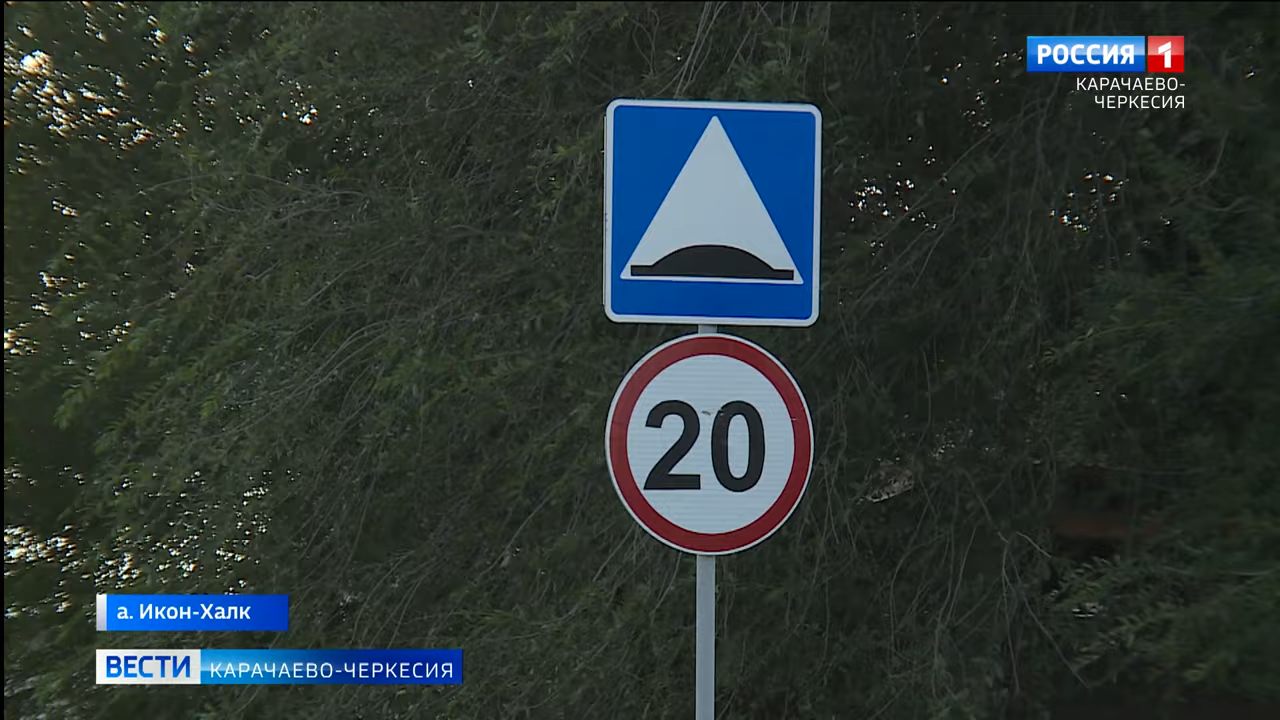 РОССИЯ 1
КАРАЧАЕВО-
ЧЕРКЕСИЯ
20
а. Икон-Халк
ВЕСТИ КАРАЧАЕВО-ЧЕРКЕСИЯ